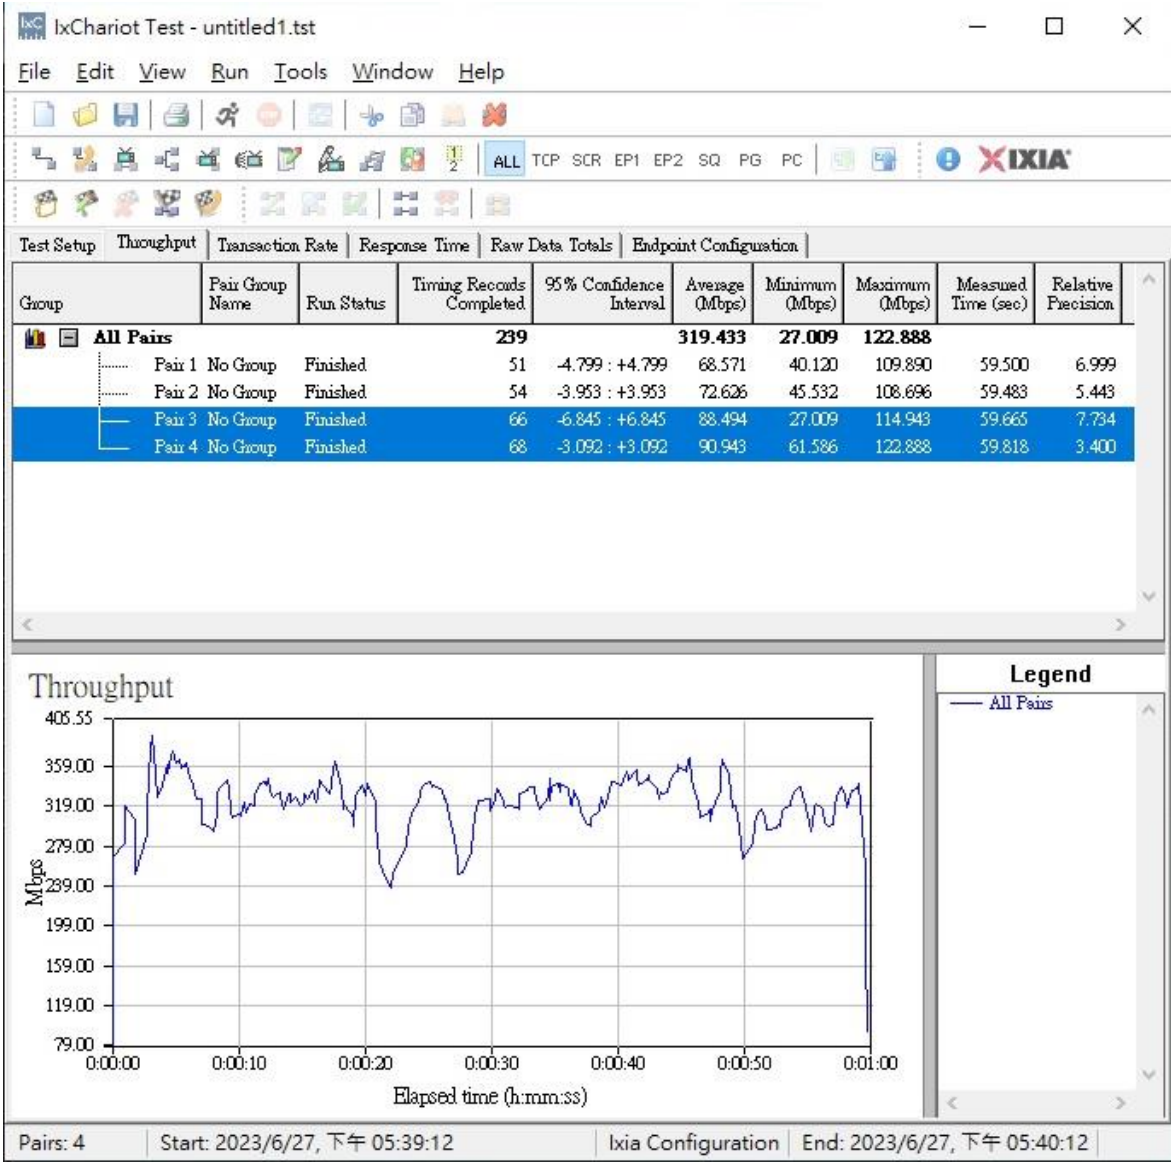 IxC IxChariot Test - untitled1.tst
File Edit View Run Tools Window Help
1 2 ALL TCP SCR EP1 EP2 SQ PG PC XIXIA
Test Setup Throughput Transaction Rate Response Time Raw Data Totals Endpoint Configuration
Group Pair Group Name Run Status Timing Records Completed 95% Confidence Interval Average (Mbps) Minimum (Mbps) Maximum (Mbps) Measured Time (sec) Relative Precision
All Pairs 239 319.433 27.009 122.888
Pair 1 No Group Finished 51 -4.799 : +4.799 68.571 40.120 109.890 59.500 6.999
Pair 2 No Group Finished 54 -3.953 : +3.953 72.626 45.532 108.696 59.483 5.443
Pair 3 No Group Finished 66 -6.845 : +6.845 88.494 27.009 114.943 59.665 7.734
Pair 4 No Group Finished 68 -3.092 : +3.092 90.943 61.586 122.888 59.818 3.400
Throughput
405.55
359.00
319.00
279.00
239.00
199.00
159.00
119.00
79.00
Mbps
0:00:00 0:00:10 0:00:20 0:00:30 0:00:40 0:00:50 0:01:00
Elapsed time (h:mm:ss)
Legend
All Pairs
Pairs: 4 Start: 2023/6/27, 下午 05:39:12 Ixia Configuration End: 2023/6/27, 下午 05:40:12